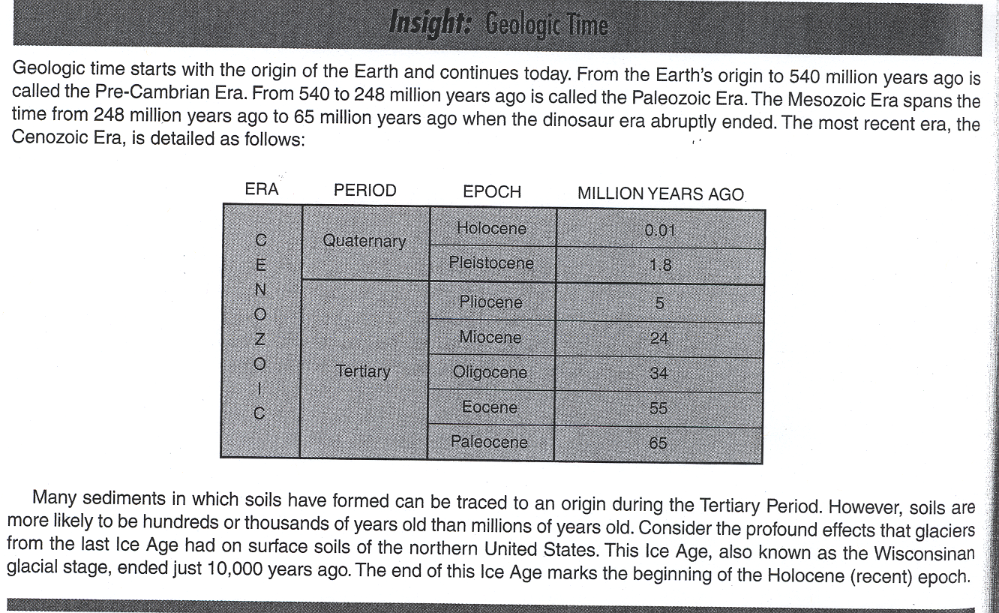 Insight: Geologic Time
Geologic time starts with the origin of the Earth and continues today. From the Earth's origin to 540 million years ago is
called the Pre-Cambrian Era. From 540 to 248 million years ago is called the Paleozoic Era. The Mesozoic Era spans the
time from 248 million years ago to 65 million years ago when the dinosaur era abruptly ended. The most recent era, the
Cenozoic Era, is detailed as follows:
ERA PERIOD EPOCH MILLION YEARS AGO
CENOZOIC
Quaternary
Holocene 0.01
Pleistocene 1.8
Tertiary
Pliocene 5
Miocene 24
Oligocene 34
Eocene 55
Paleocene 65
Many sediments in which soils have formed can be traced to an origin during the Tertiary Period. However, soils are
more likely to be hundreds or thousands of years old than millions of years old. Consider the profound effects that glaciers
from the last Ice Age had on surface soils of the northern United States. This Ice Age, also known as the Wisconsinan
glacial stage, ended just 10,000 years ago. The end of this Ice Age marks the beginning of the Holocene (recent) epoch.